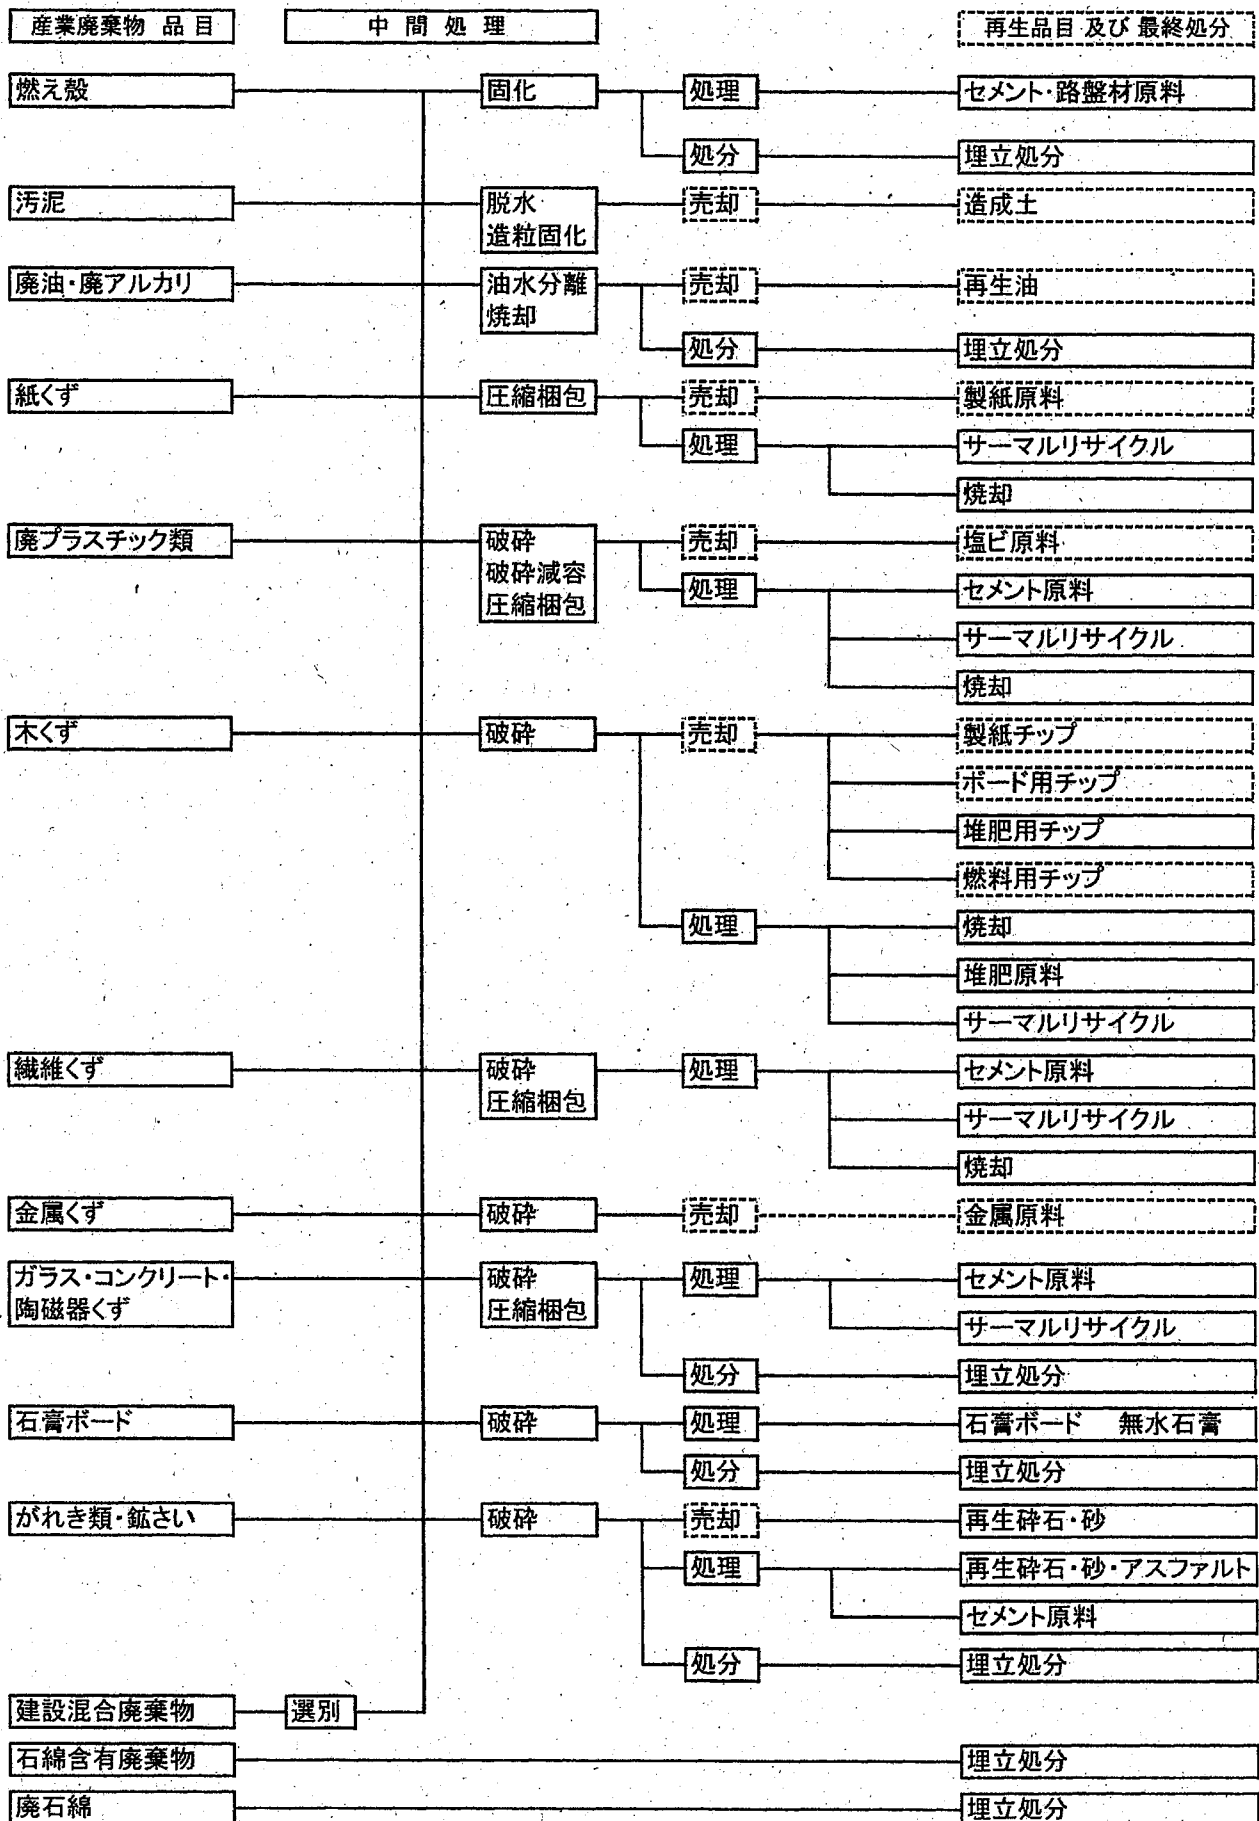 産業廃棄物 品目
中間処理
再生品目 及び 最終処分
燃え殻
固化
処理
セメント・路盤材原料
処分
埋立処分
汚泥
脱水
造粒固化
売却
造成土
廃油・廃アルカリ
油水分離
焼却
売却
再生油
処分
埋立処分
紙くず
圧縮梱包
売却
製紙原料
処理
サーマルリサイクル
焼却
廃プラスチック類
破砕
破砕減容
圧縮梱包
売却
塩ビ原料
処理
セメント原料
サーマルリサイクル
焼却
木くず
破砕
売却
製紙チップ
ボード用チップ
堆肥用チップ
燃料用チップ
処理
焼却
堆肥原料
サーマルリサイクル
繊維くず
破砕
圧縮梱包
処理
セメント原料
サーマルリサイクル
焼却
金属くず
破砕
売却
金属原料
ガラス・コンクリート・
陶磁器くず
破砕
圧縮梱包
処理
セメント原料
サーマルリサイクル
処分
埋立処分
石膏ボード
破砕
処理
石膏ボード 無水石膏
処分
埋立処分
がれき類・鉱さい
破砕
売却
再生砕石・砂
処理
再生砕石・砂・アスファルト
セメント原料
処分
埋立処分
建設混合廃棄物
選別
石綿含有廃棄物
埋立処分
廃石綿
埋立処分